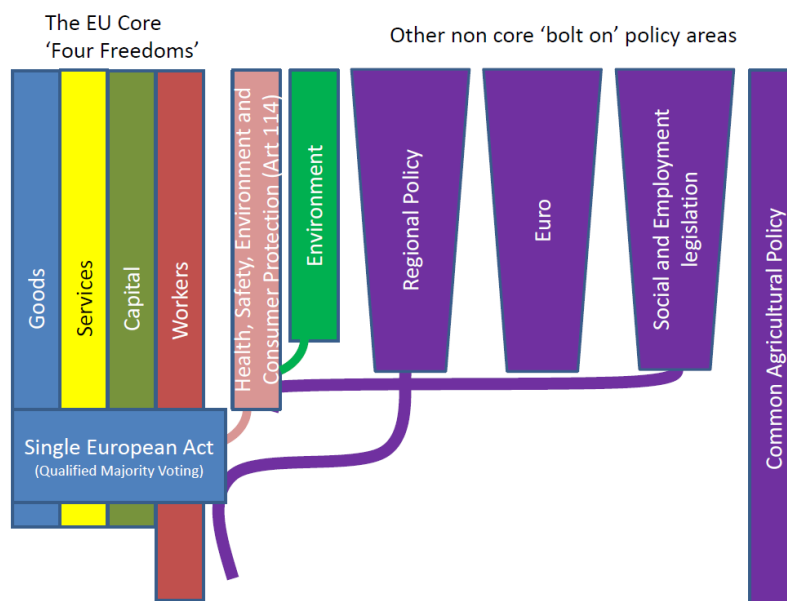 The EU Core
‘Four Freedoms’
Other non core ‘bolt on’ policy areas
Goods
Services
Capital
Workers
Health, Safety, Environment and
Consumer Protection (Art 114)
Environment
Regional Policy
Euro
Social and Employment
legislation
Common Agricultural Policy
Single European Act
(Qualified Majority Voting)